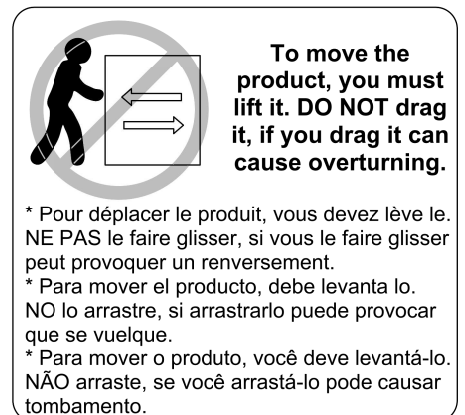 To move the
product, you must
lift it. DO NOT drag
it, if you drag it can
cause overturning.
* Pour déplacer le produit, vous devez lève le.
NE PAS le faire glisser, si vous le faire glisser
peut provoquer un renversement.
* Para mover el producto, debe levanta lo.
NO lo arrastre, si arrastrarlo puede provocar
que se vuelque.
* Para mover o produto, você deve levantá-lo.
NÃO arraste, se você arrastá-lo pode causar
tombamento.